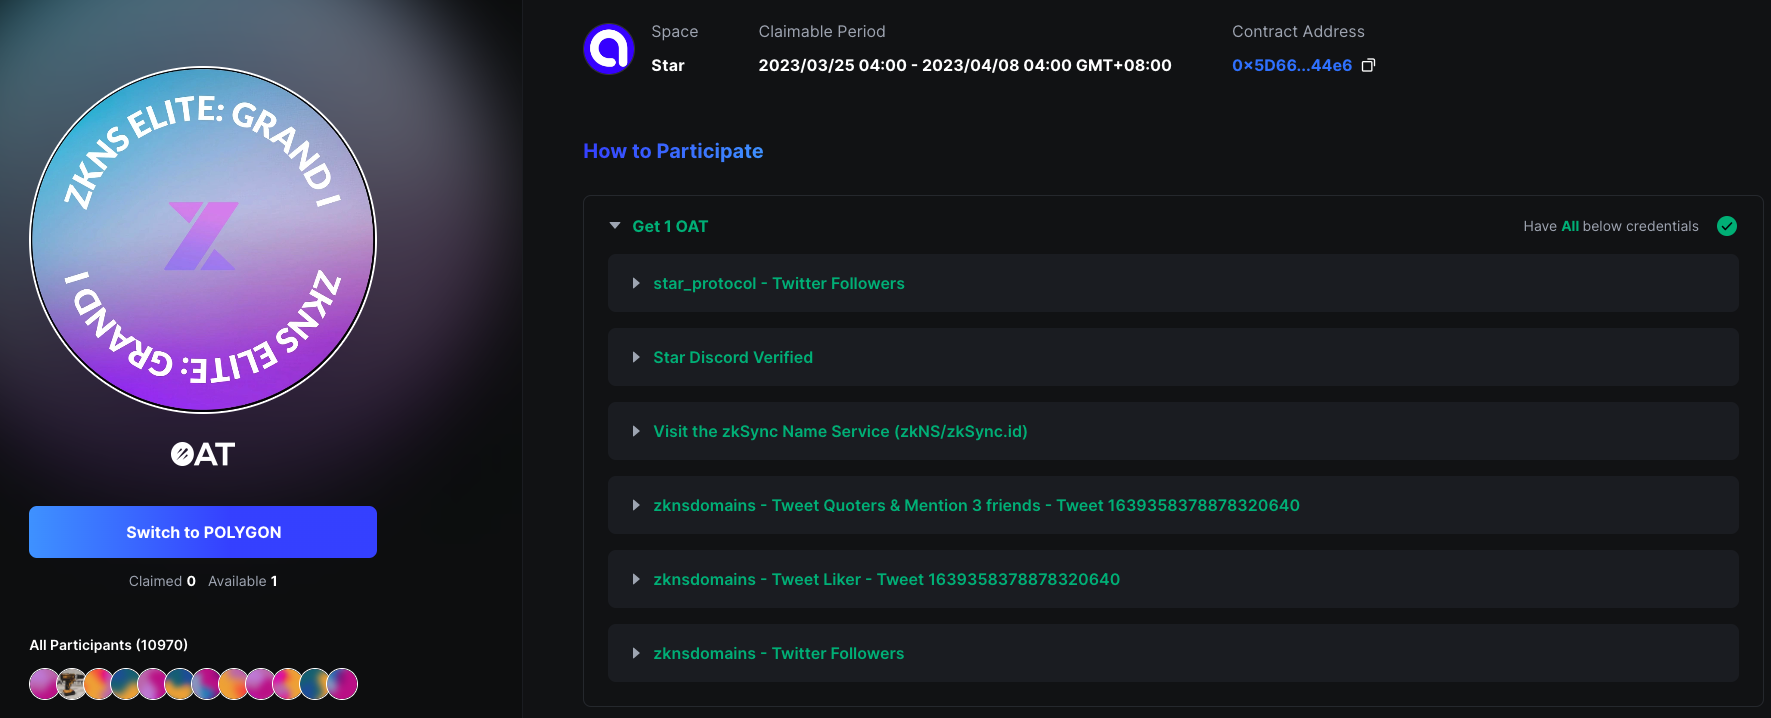 ZKNS ELITE: GRAND I
ZKNS ELITE: GRAND I
OAT
Switch to POLYGON
Claimed 0 Available 1
All Participants (10970)
Space
Star
Claimable Period
2023/03/25 04:00 - 2023/04/08 04:00 GMT+08:00
Contract Address
0x5D66...44e6
How to Participate
Get 1 OAT
Have All below credentials
star_protocol - Twitter Followers
Star Discord Verified
Visit the zkSync Name Service (zkNS/zkSync.id)
zknsdomains - Tweet Quoters & Mention 3 friends - Tweet 1639358378878320640
zknsdomains - Tweet Liker - Tweet 1639358378878320640
zknsdomains - Twitter Followers